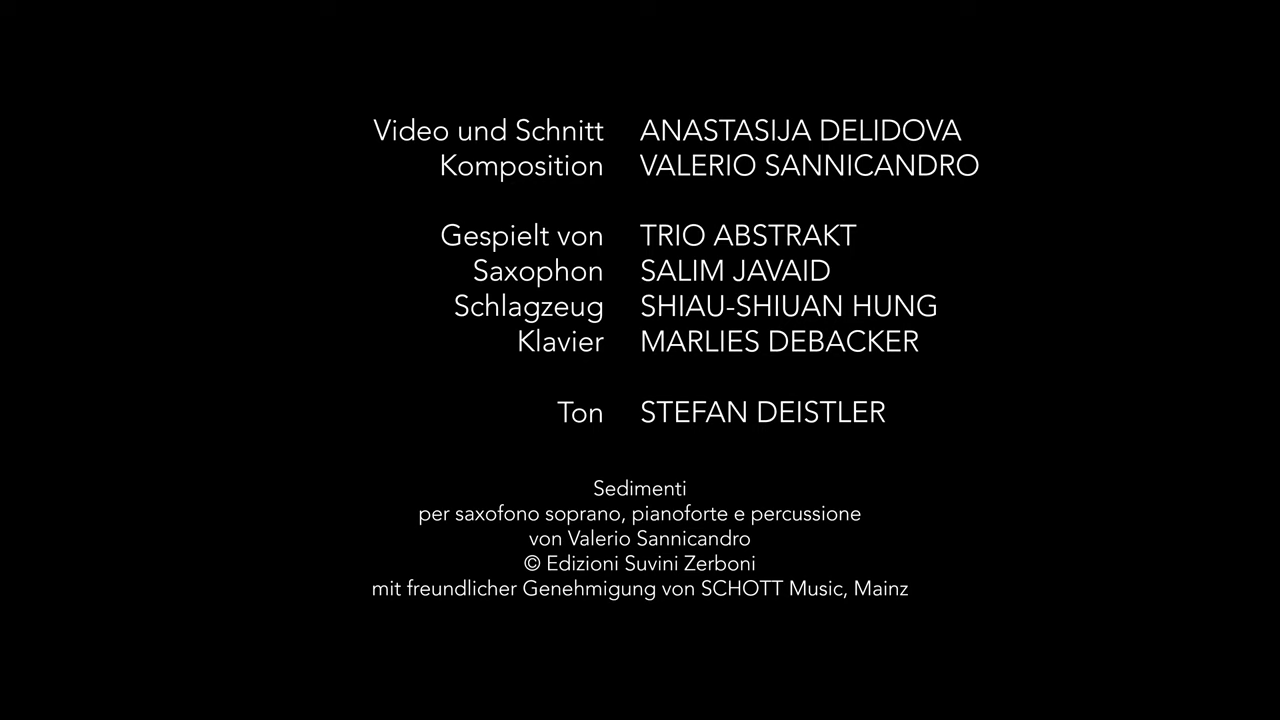 Video und Schnitt ANASTASIJA DELIDOVA
Komposition VALERIO SANNICANDRO
Gespielt von TRIO ABSTRAKT
Saxophon SALIM JAVAID
Schlagzeug SHIAU-SHIUAN HUNG
Klavier MARLIES DEBACKER
Ton STEFAN DEISTLER
Sedimenti
per saxofono soprano, pianoforte e percussione
von Valerio Sannicandro
© Edizioni Suvini Zerboni
mit freundlicher Genehmigung von SCHOTT Music, Mainz